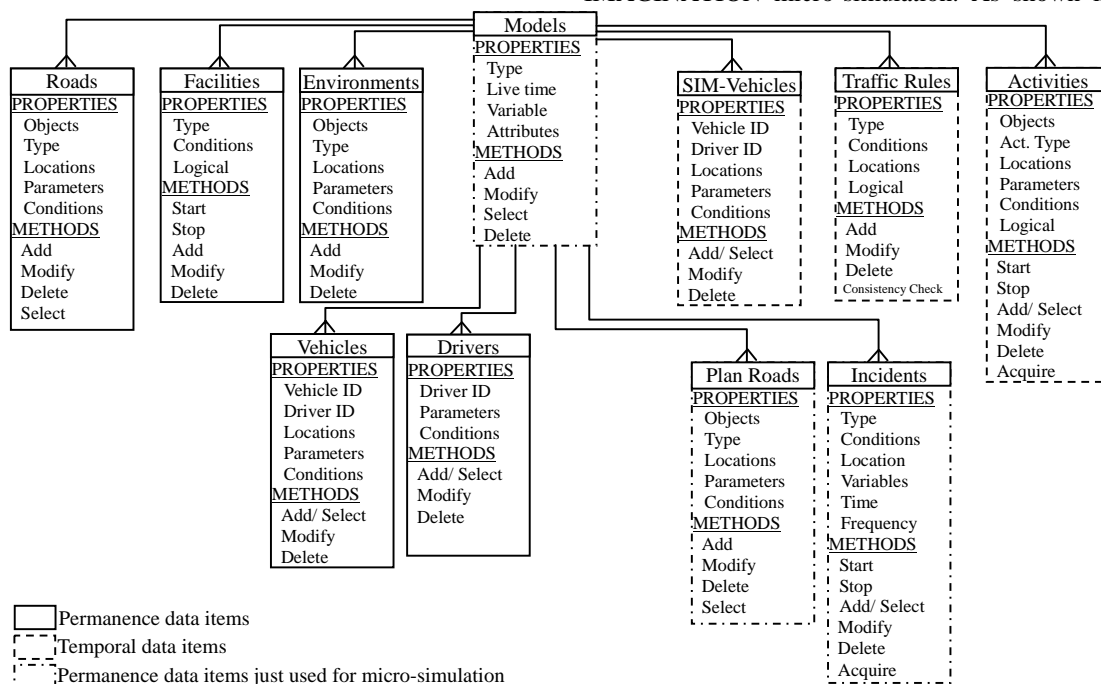 IMAGINATION micro-simulation. As shown
Models
PROPERTIES
Type
Live time
Variable
Attributes
METHODS
Add
Modify
Select
Delete
Roads
PROPERTIES
Objects
Type
Locations
Parameters
Conditions
METHODS
Add
Modify
Delete
Select
Facilities
PROPERTIES
Type
Conditions
Logical
METHODS
Start
Stop
Add
Modify
Delete
Environments
PROPERTIES
Objects
Type
Locations
Parameters
Conditions
METHODS
Add
Modify
Delete
SIM-Vehicles
PROPERTIES
Vehicle ID
Driver ID
Locations
Parameters
Conditions
METHODS
Add/ Select
Modify
Delete
Traffic Rules
PROPERTIES
Type
Conditions
Locations
Logical
METHODS
Add
Modify
Delete
Consistency Check
Activities
PROPERTIES
Objects
Act. Type
Locations
Parameters
Conditions
Logical
METHODS
Start
Stop
Add/ Select
Modify
Delete
Acquire
Vehicles
PROPERTIES
Vehicle ID
Driver ID
Locations
Parameters
Conditions
METHODS
Add/ Select
Modify
Delete
Drivers
PROPERTIES
Driver ID
Parameters
Conditions
METHODS
Add/ Select
Modify
Delete
Plan Roads
PROPERTIES
Objects
Type
Locations
Parameters
Conditions
METHODS
Add
Modify
Delete
Select
Incidents
PROPERTIES
Type
Conditions
Location
Variables
Time
Frequency
METHODS
Start
Stop
Add/ Select
Modify
Delete
Acquire
Permanence data items
Temporal data items
Permanence data items just used for micro-simulation